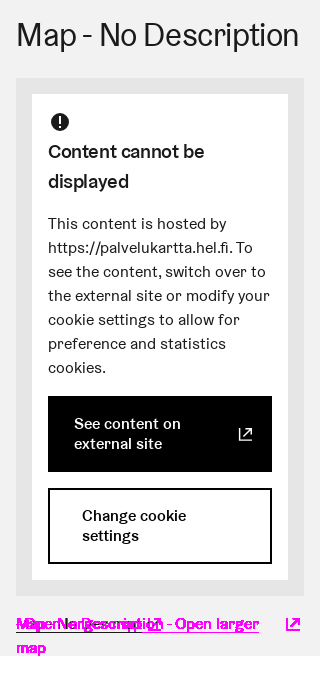 Map - No Description
Content cannot be
displayed
This content is hosted by
https://palvelukartta.hel.fi. To
see the content, switch over to
the external site or modify your
cookie settings to allow for
preference and statistics
cookies.
See content on
external site
Change cookie
settings
Map - No Description - Open larger
map